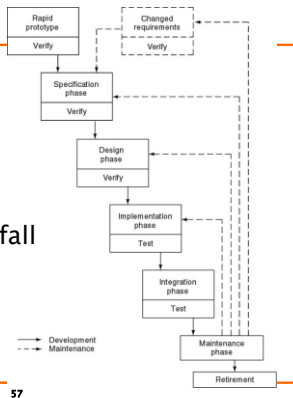 Rapid
prototype
Verify
Changed
requirements
Verify
Specification
phase
Verify
Design
phase
Verify
fall
Implementation
phase
Test
Integration
phase
Test
Development
Maintenance
Maintenance
phase
Retirement
57